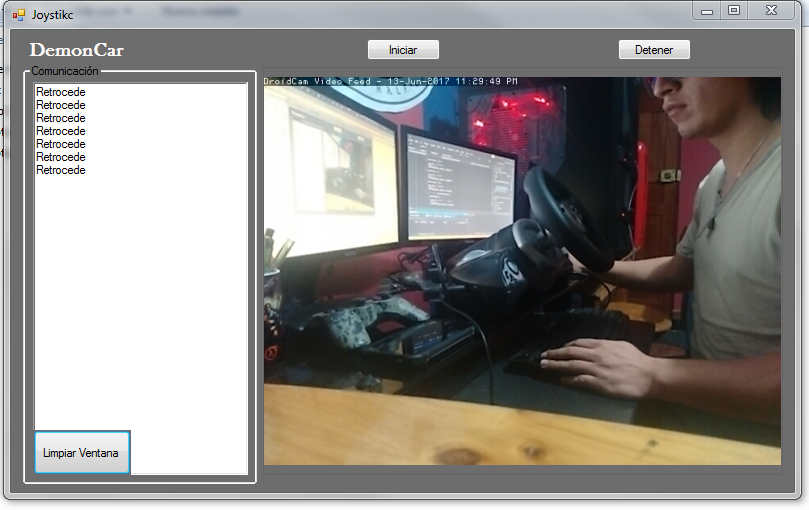 Joystikc
DemonCar
Iniciar
Detener
Comunicación
Retrocede
Retrocede
Retrocede
Retrocede
Retrocede
Retrocede
Retrocede
DroidCam Video Feed - 13-Jun-2017 11:29:49 PM
Limpiar Ventana